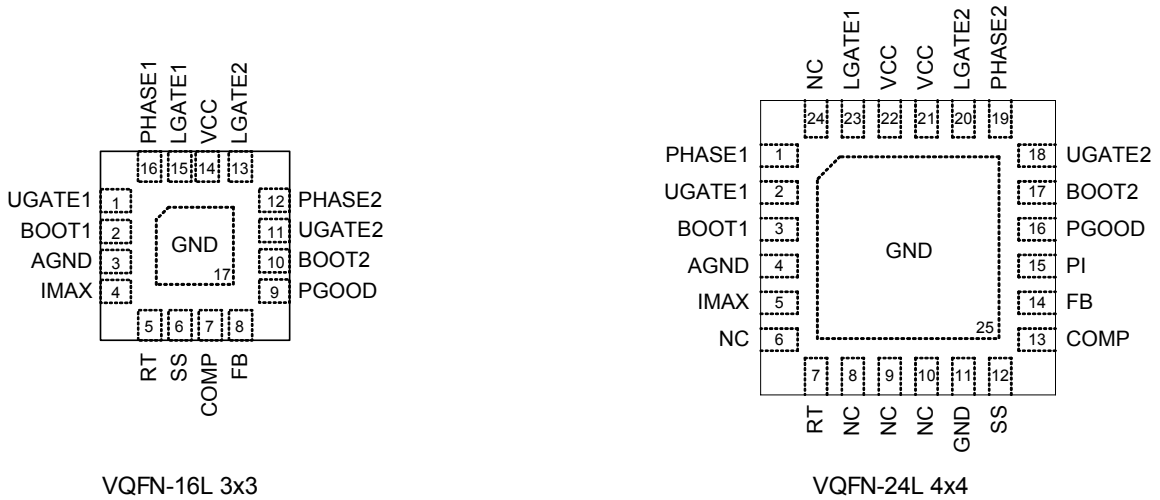 PHASE1
LGATE1
VCC
LGATE2
16 15 14 13
UGATE1 1
BOOT1 2
AGND 3
IMAX 4
GND
17
12 PHASE2
11 UGATE2
10 BOOT2
9 PGOOD
5 6 7 8
RT
SS
COMP
FB
VQFN-16L 3x3
NC
LGATE1
VCC
VCC
LGATE2
PHASE2
24 23 22 21 20 19
PHASE1 1
UGATE1 2
BOOT1 3
AGND 4
IMAX 5
NC 6
GND
25
18 UGATE2
17 BOOT2
16 PGOOD
15 PI
14 FB
13 COMP
7 8 9 10 11 12
RT
NC
NC
NC
GND
SS
VQFN-24L 4x4